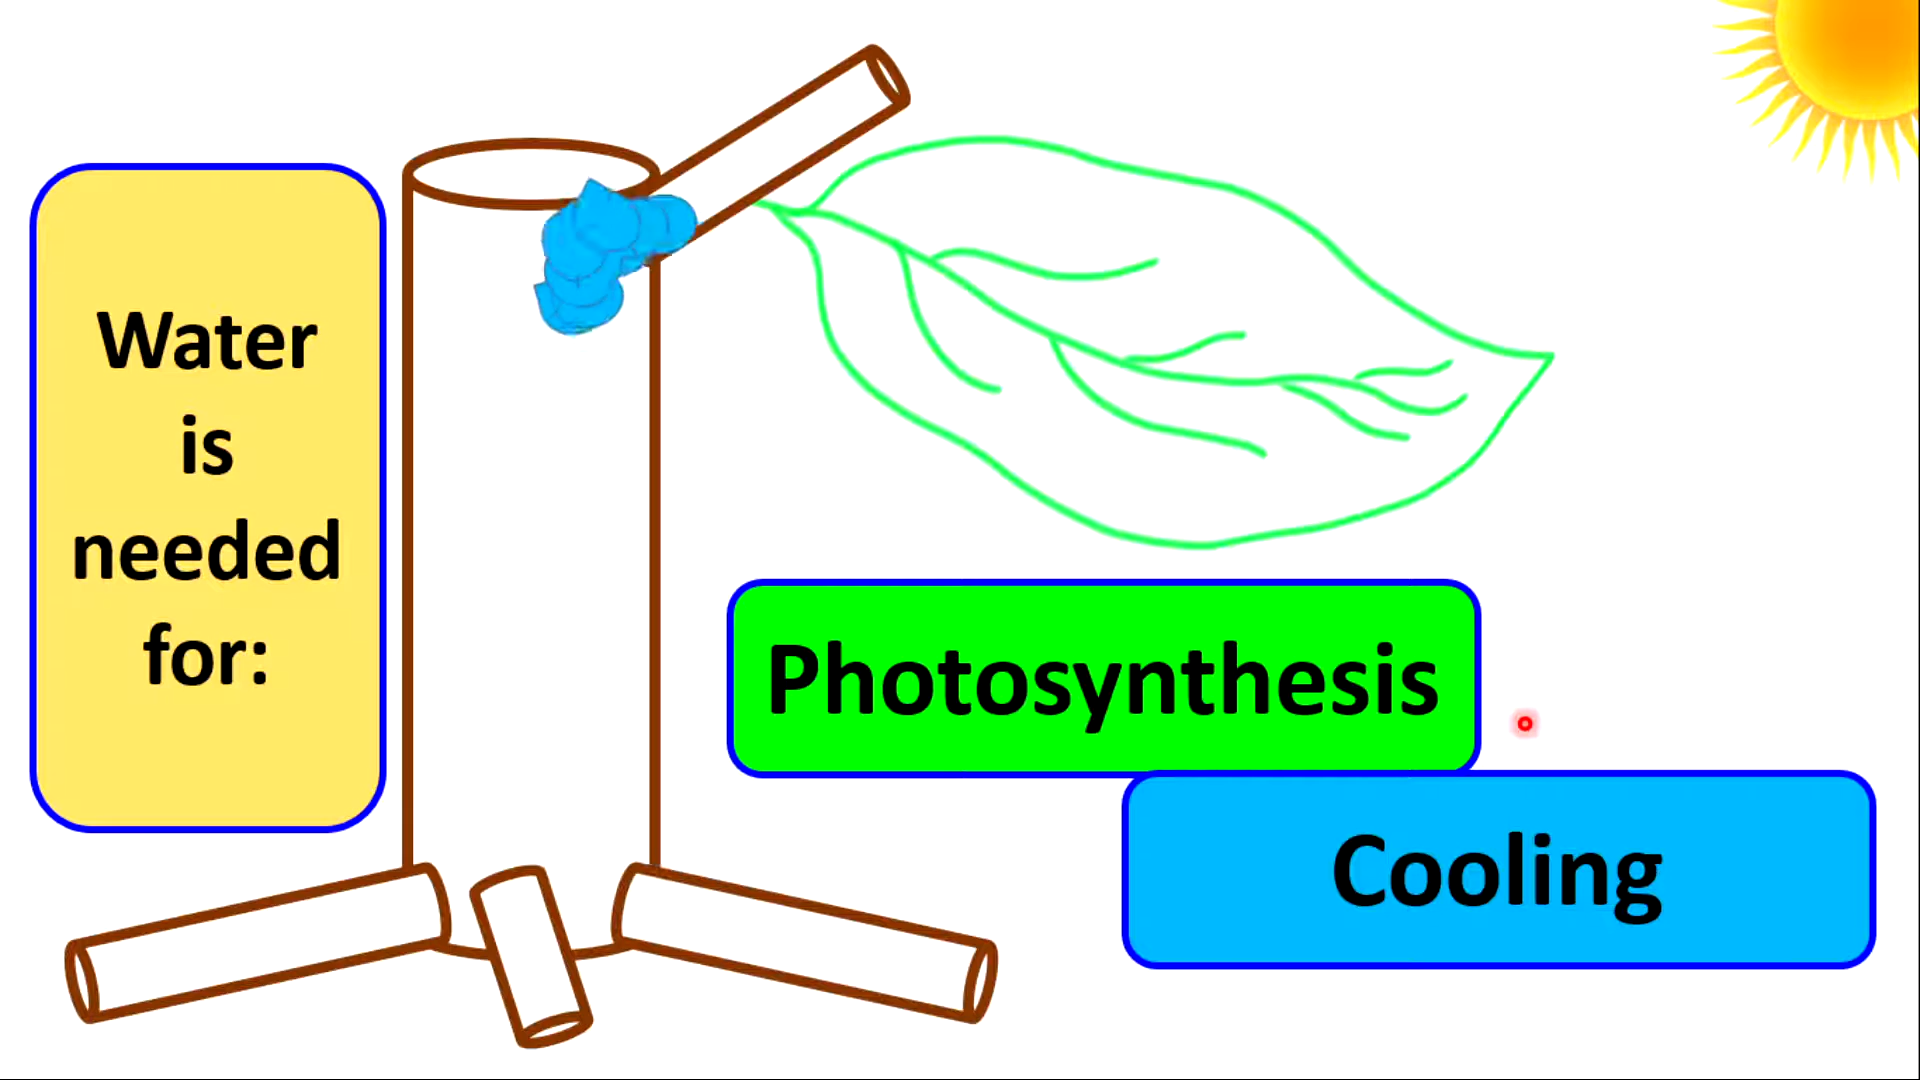 Water
is
needed
for:
Photosynthesis
Cooling